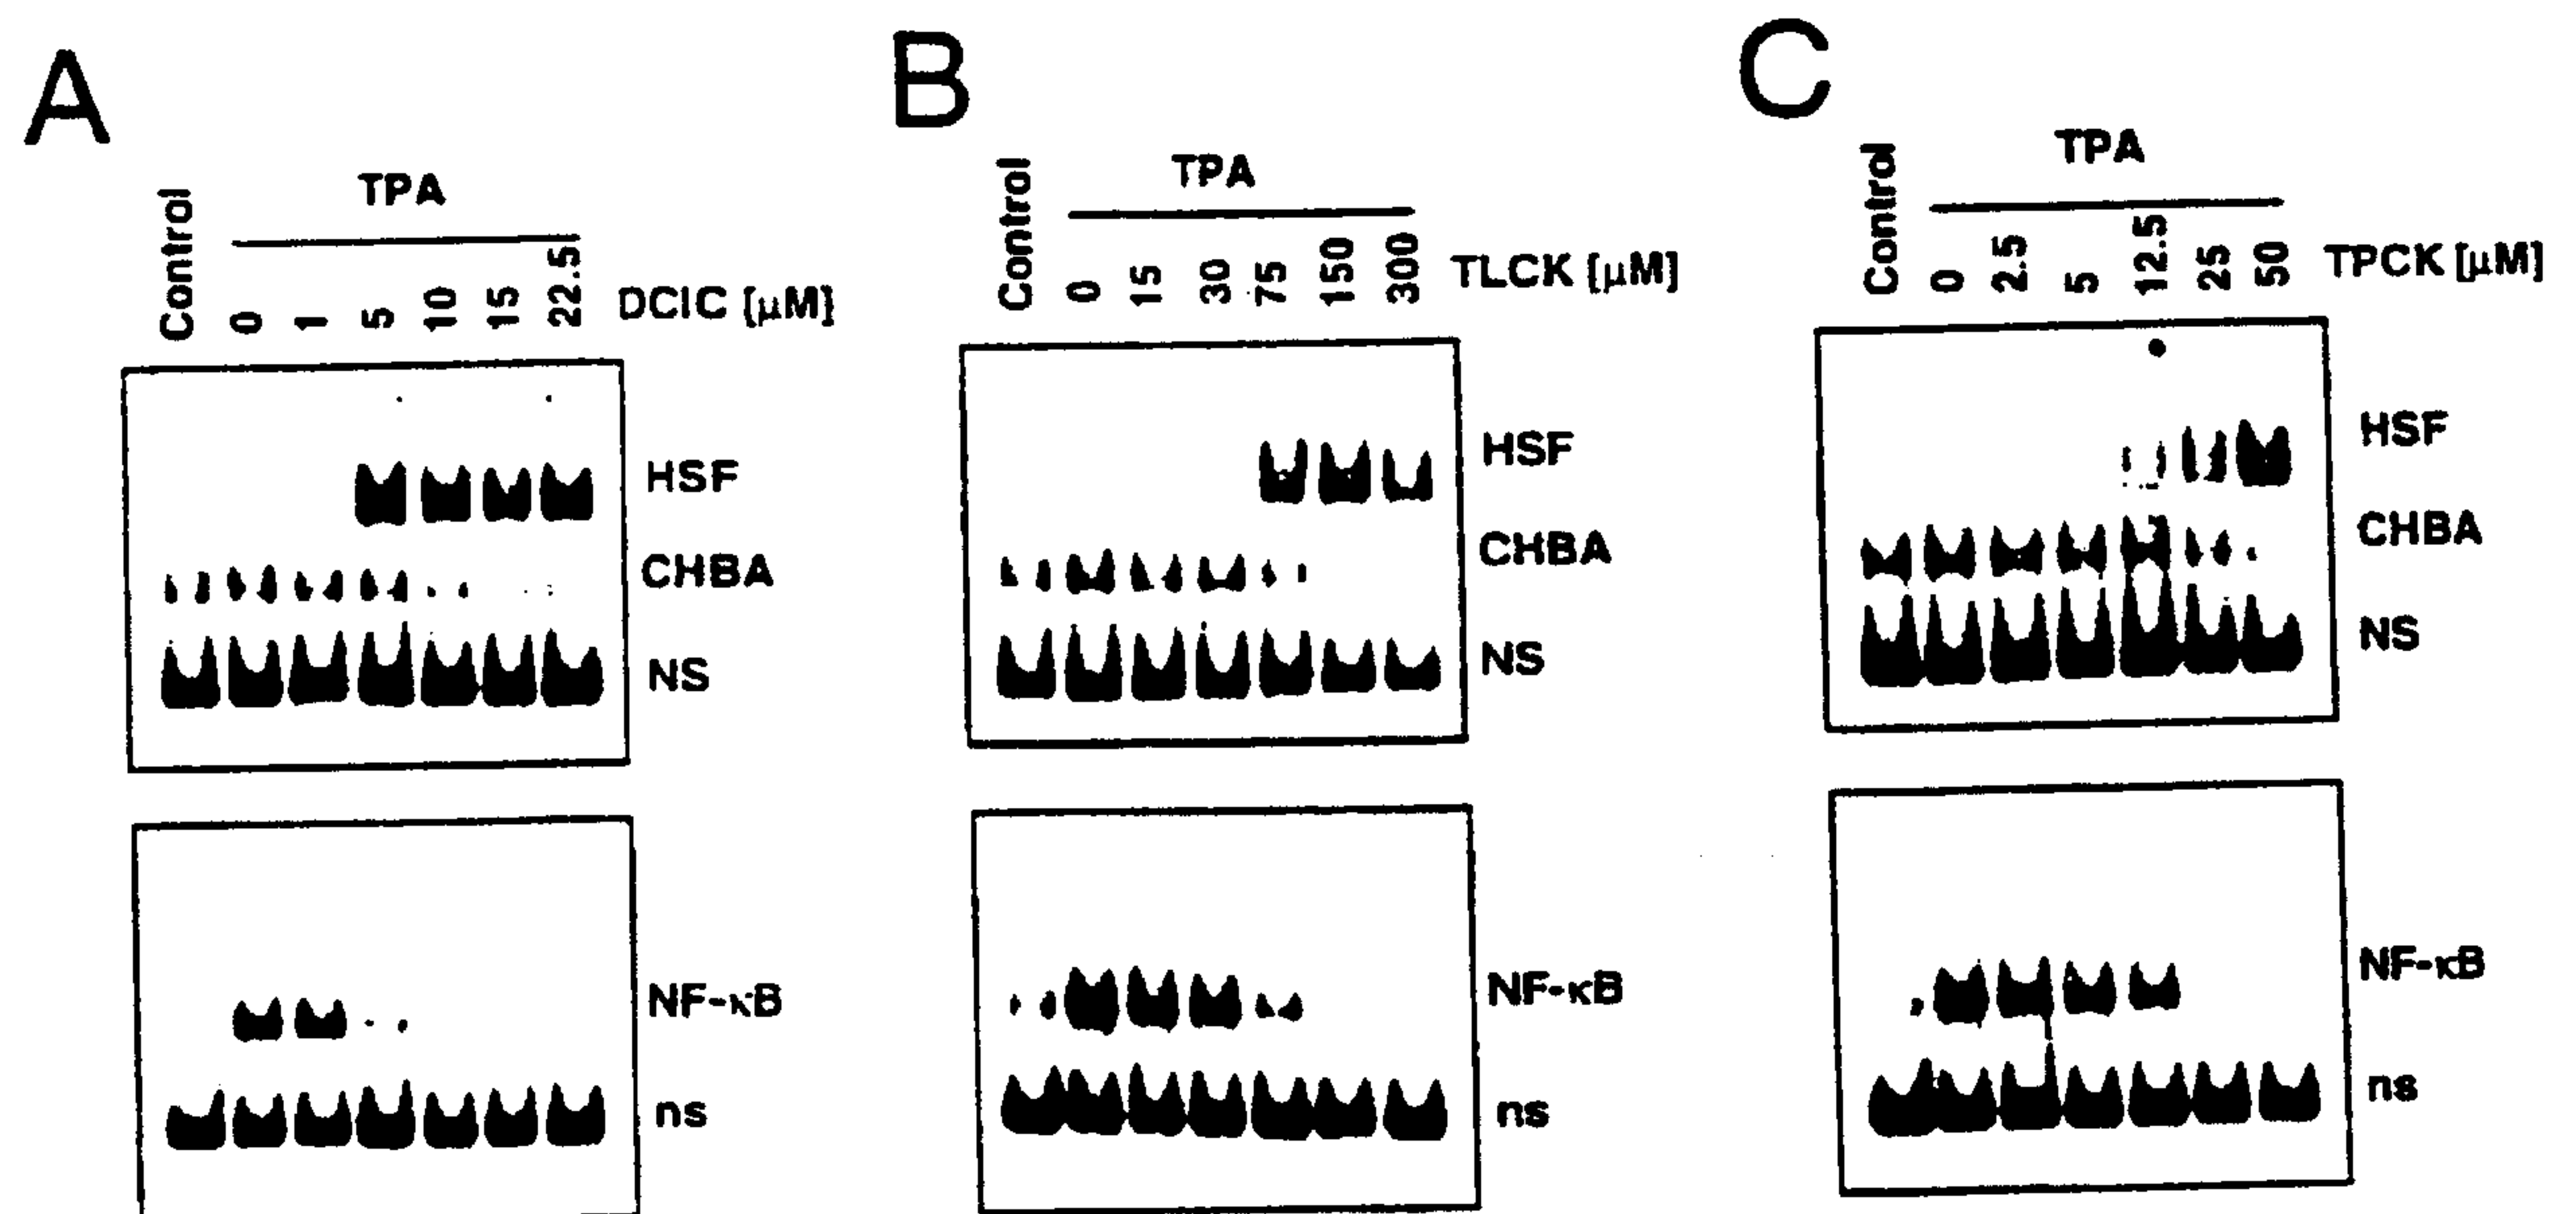 A
TPA
Control 0 1 5 10 15 22.5 DCIC [μM]
HSF
CHBA
NS
NF-κB
ns
B
TPA
Control 0 15 30 75 150 300 TLCK [μM]
HSF
CHBA
NS
NF-κB
ns
C
TPA
Control 0 2.5 5 12.5 25 50 TPCK [μM]
HSF
CHBA
NS
NF-κB
ns